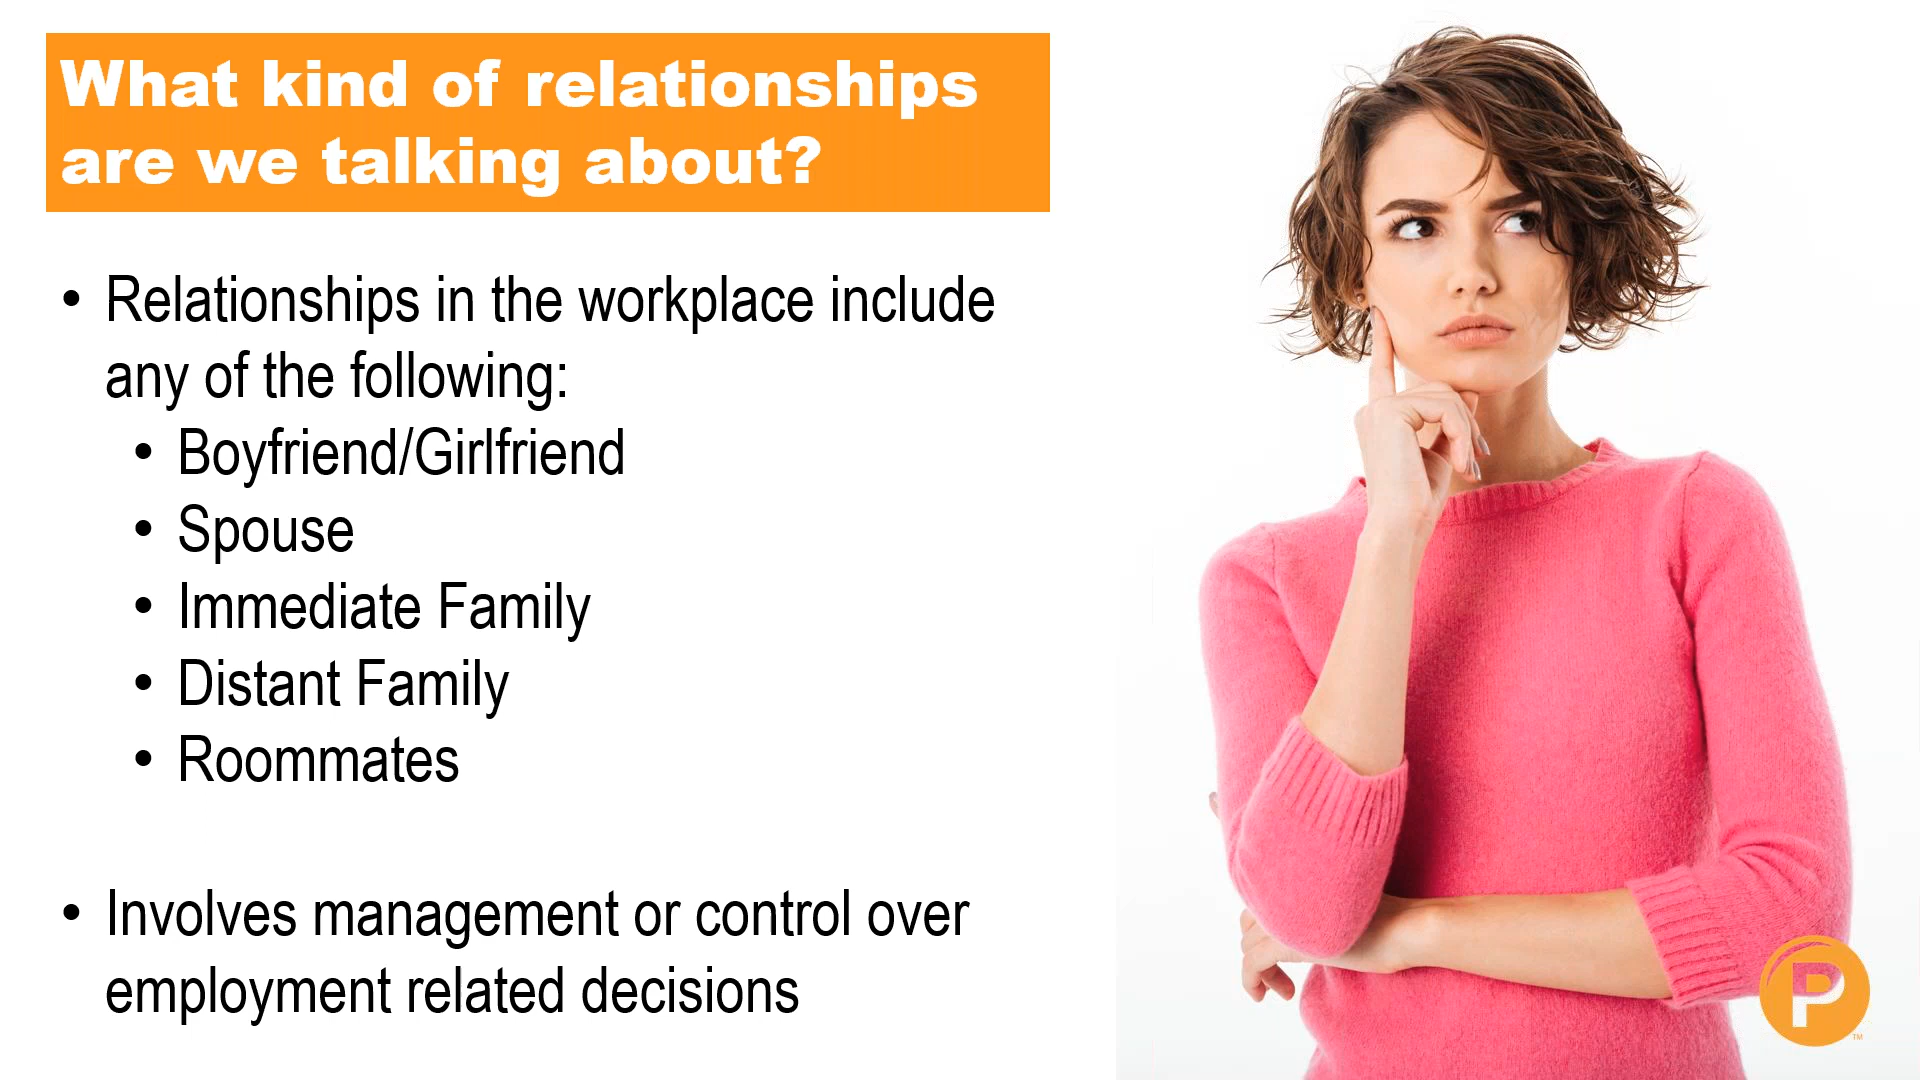 What kind of relationships
are we talking about?
• Relationships in the workplace include
any of the following:
• Boyfriend/Girlfriend
• Spouse
• Immediate Family
• Distant Family
• Roommates
• Involves management or control over
employment related decisions
P
TM